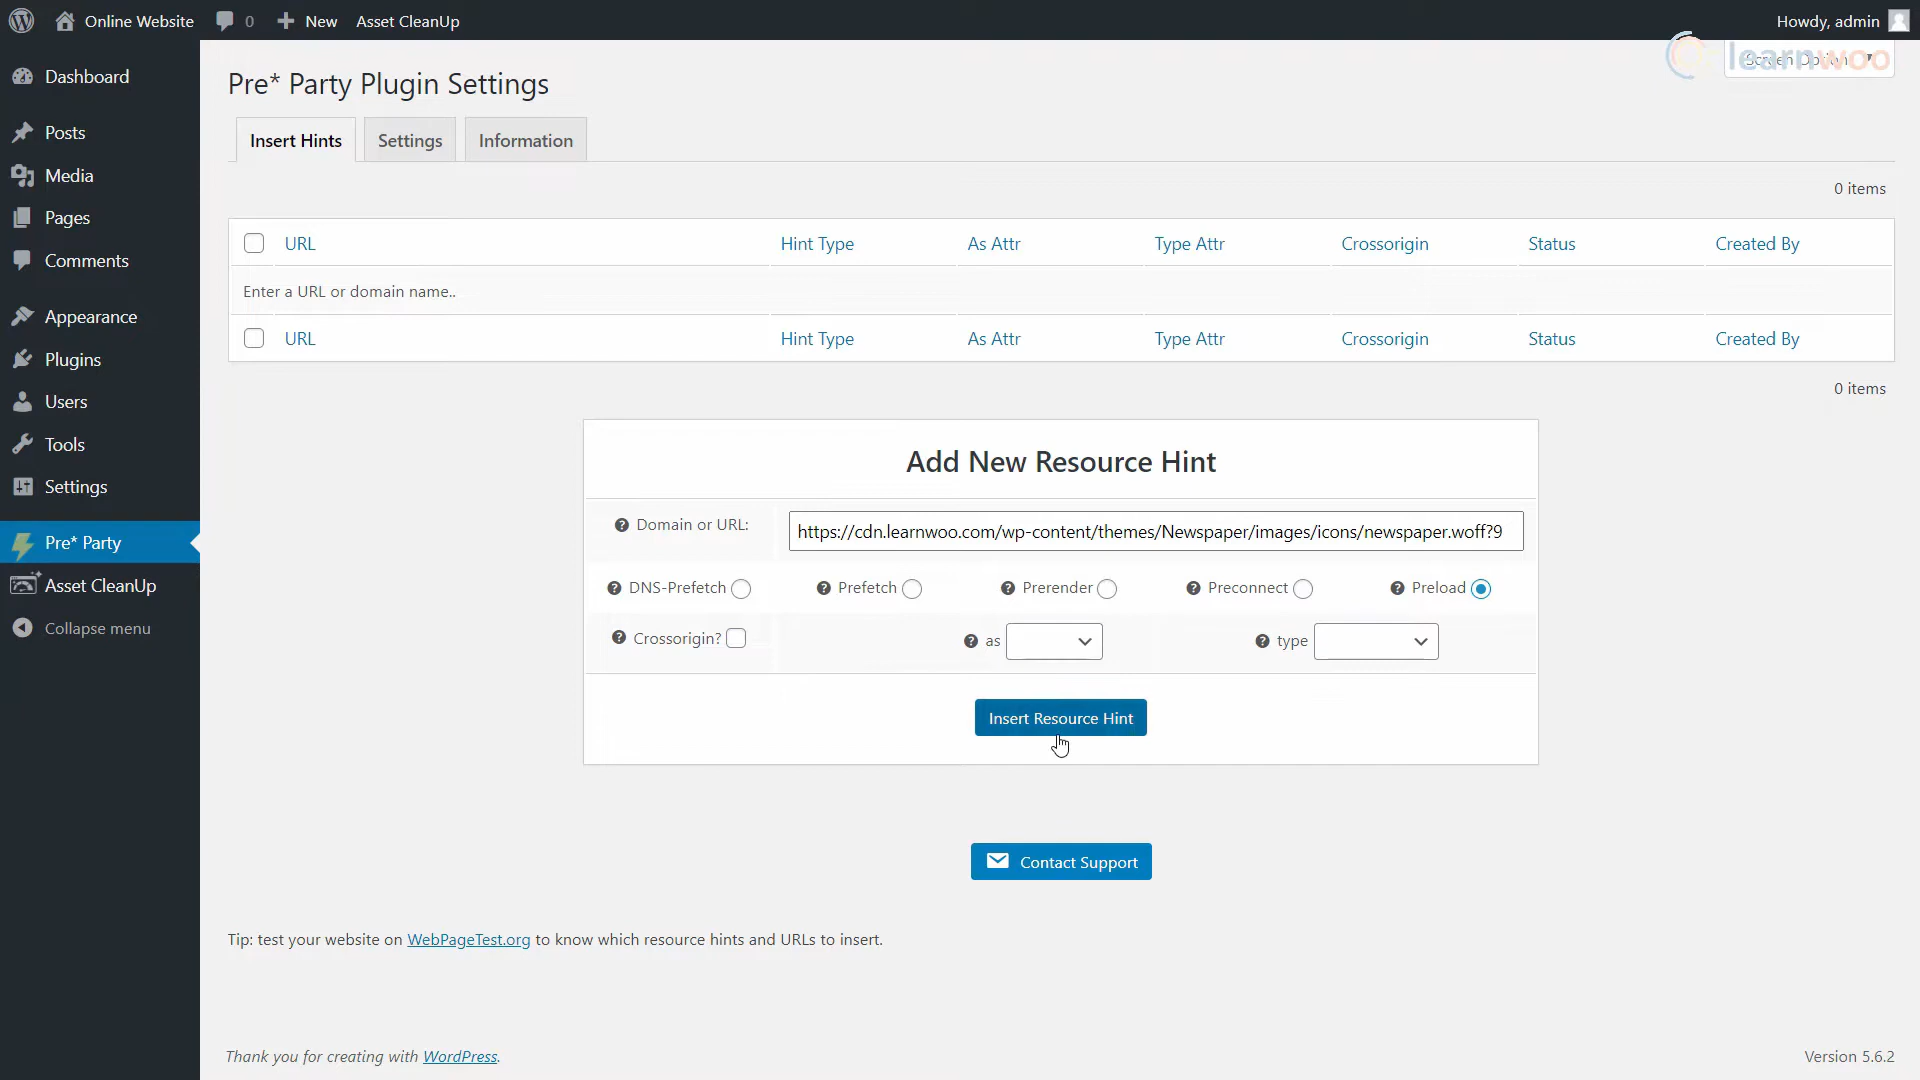 Online Website 0 New Asset CleanUp Howdy, admin
learnwoo
Dashboard
Posts
Media
Pages
Comments
Appearance
Plugins
Users
Tools
Settings
Pre* Party
Asset CleanUp
Collapse menu
Pre* Party Plugin Settings
Insert Hints Settings Information
0 items
URL Hint Type As Attr Type Attr Crossorigin Status Created By
Enter a URL or domain name..
URL Hint Type As Attr Type Attr Crossorigin Status Created By
0 items
Add New Resource Hint
Domain or URL: https://cdn.learnwoo.com/wp-content/themes/Newspaper/images/icons/newspaper.woff?9
DNS-Prefetch Prefetch Prerender Preconnect Preload
Crossorigin? as type
Insert Resource Hint
Contact Support
Tip: test your website on WebPageTest.org to know which resource hints and URLs to insert.
Thank you for creating with WordPress. Version 5.6.2